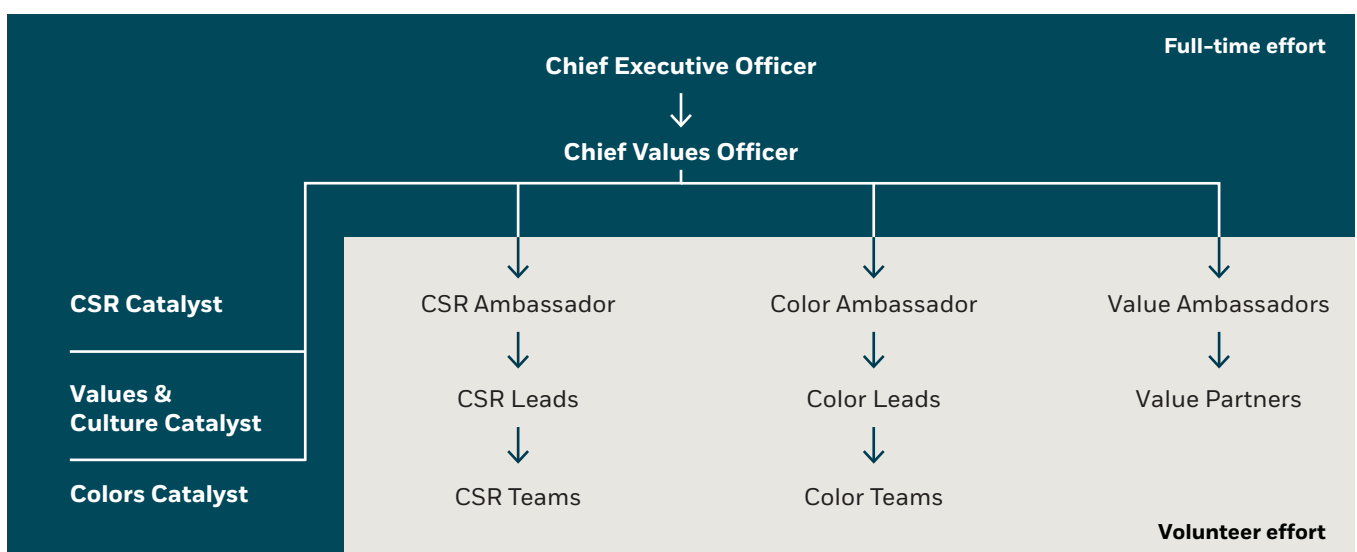 Full-time effort
Chief Executive Officer
Chief Values Officer
CSR Catalyst
CSR Ambassador
Color Ambassador
Value Ambassadors
Values &
Culture Catalyst
CSR Leads
Color Leads
Value Partners
Colors Catalyst
CSR Teams
Color Teams
Volunteer effort